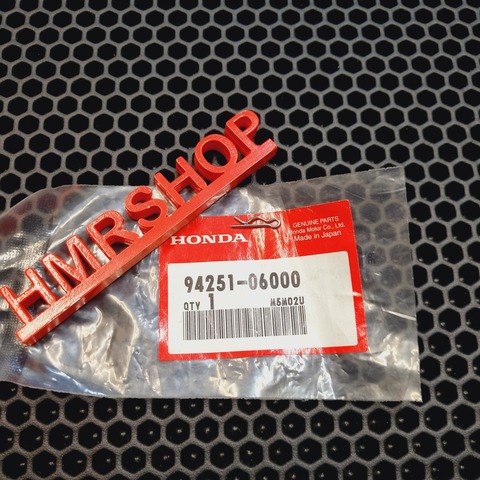 HMRSHOP
HONDA
GENUINE PARTS
Honda Motor Co., Ltd.
Made in Japan
94251-06000
QTY 1 M5M02U